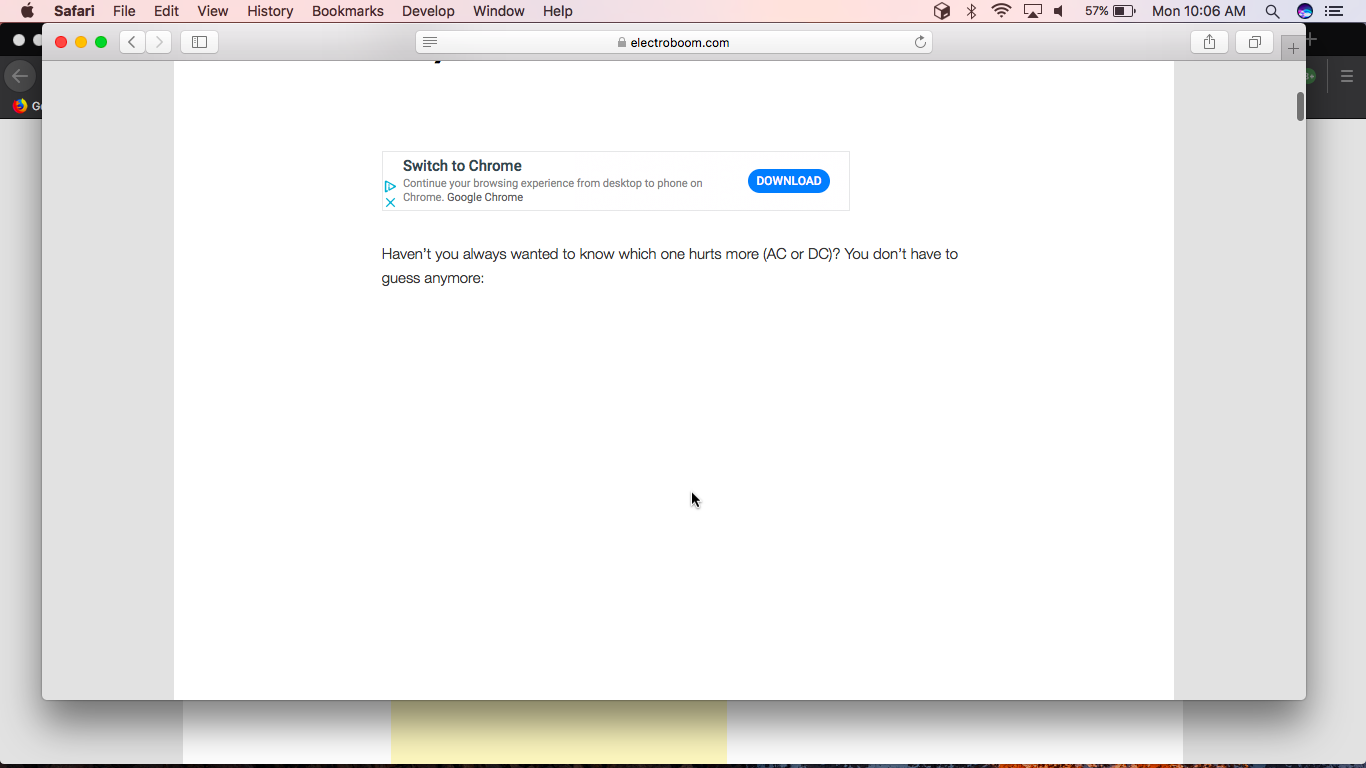 Safari File Edit View History Bookmarks Develop Window Help 57% Mon 10:06 AM
electroboom.com
G
Switch to Chrome
Continue your browsing experience from desktop to phone on
Chrome. Google Chrome
DOWNLOAD
Haven't you always wanted to know which one hurts more (AC or DC)? You don't have to
guess anymore: